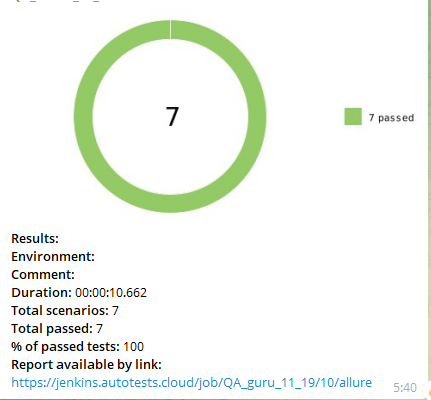 7
7 passed
Results:
Environment:
Comment:
Duration: 00:00:10.662
Total scenarios: 7
Total passed: 7
% of passed tests: 100
Report available by link:
https://jenkins.autotests.cloud/job/QA_guru_11_19/10/allure
5:40